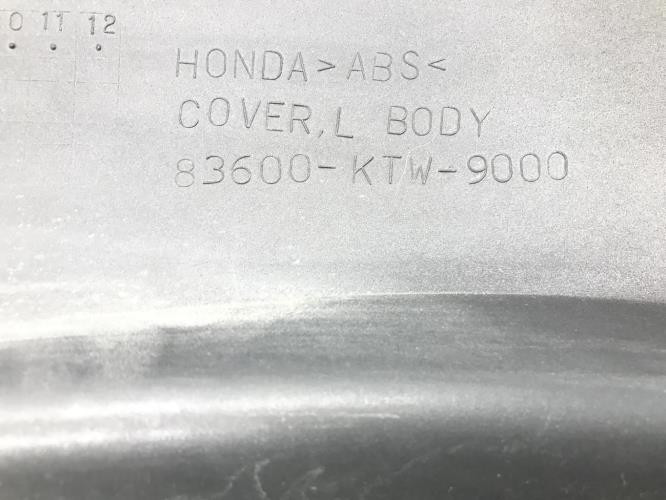 0 11 12
HONDA>ABS<
COVER,L BODY
83600-KTW-9000